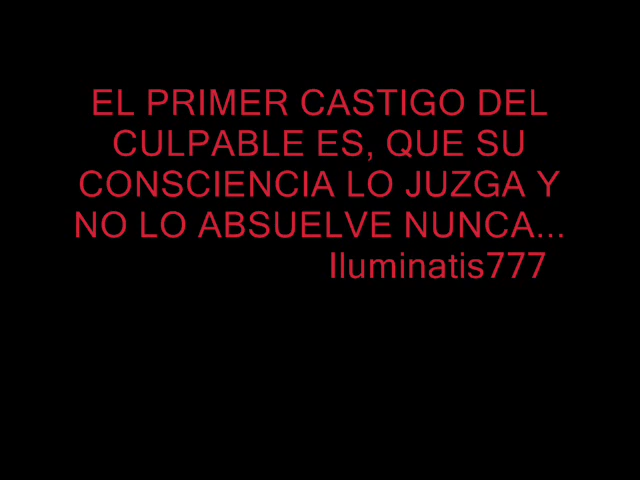 EL PRIMER CASTIGO DEL
CULPABLE ES, QUE SU
CONSCIENCIA LO JUZGA Y
NO LO ABSUELVE NUNCA...
Iluminatis777